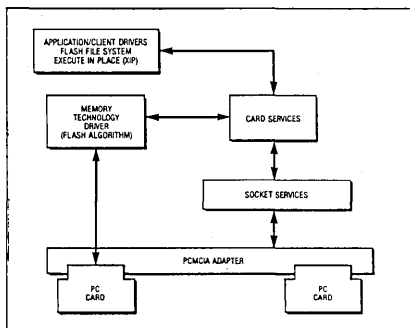 APPLICATION/CLIENT DRIVERS
FLASH FILE SYSTEM
EXECUTE IN PLACE (XIP)
MEMORY
TECHNOLOGY
DRIVER
(FLASH ALGORITHM)
CARD SERVICES
SOCKET SERVICES
PCMCIA ADAPTER
PC
CARD
PC
CARD